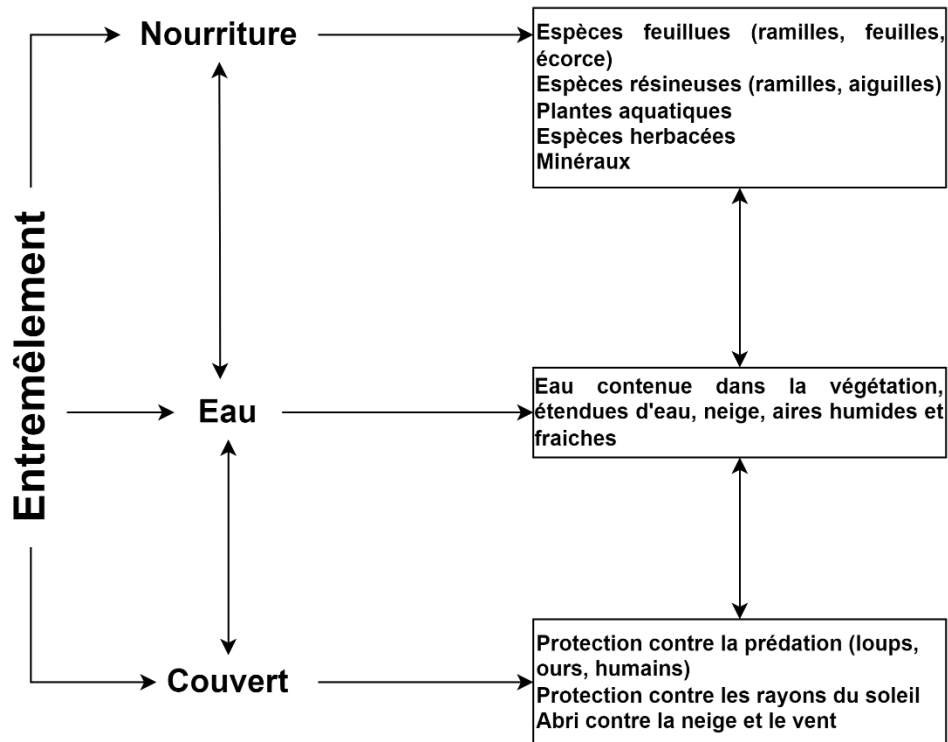 Entremêlement
Nourriture
Espèces feuillues (ramilles, feuilles,
écorce)
Espèces résineuses (ramilles, aiguilles)
Plantes aquatiques
Espèces herbacées
Minéraux
Eau
Eau contenue dans la végétation,
étendues d'eau, neige, aires humides et
fraiches
Couvert
Protection contre la prédation (loups,
ours, humains)
Protection contre les rayons du soleil
Abri contre la neige et le vent